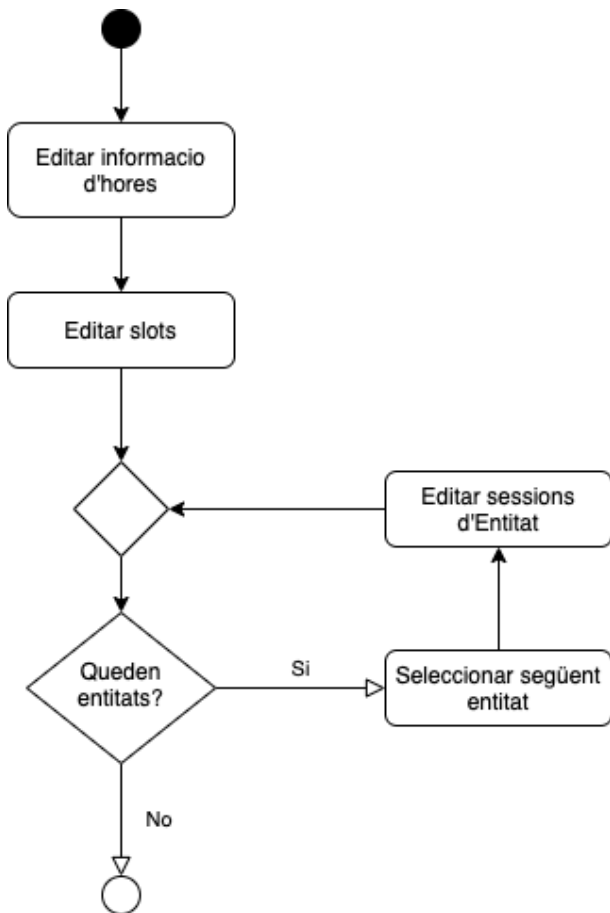 Editar informacio
d'hores
Editar slots
Editar sessions
d'Entitat
Queden
entitats?
Si
Seleccionar següent
entitat
No